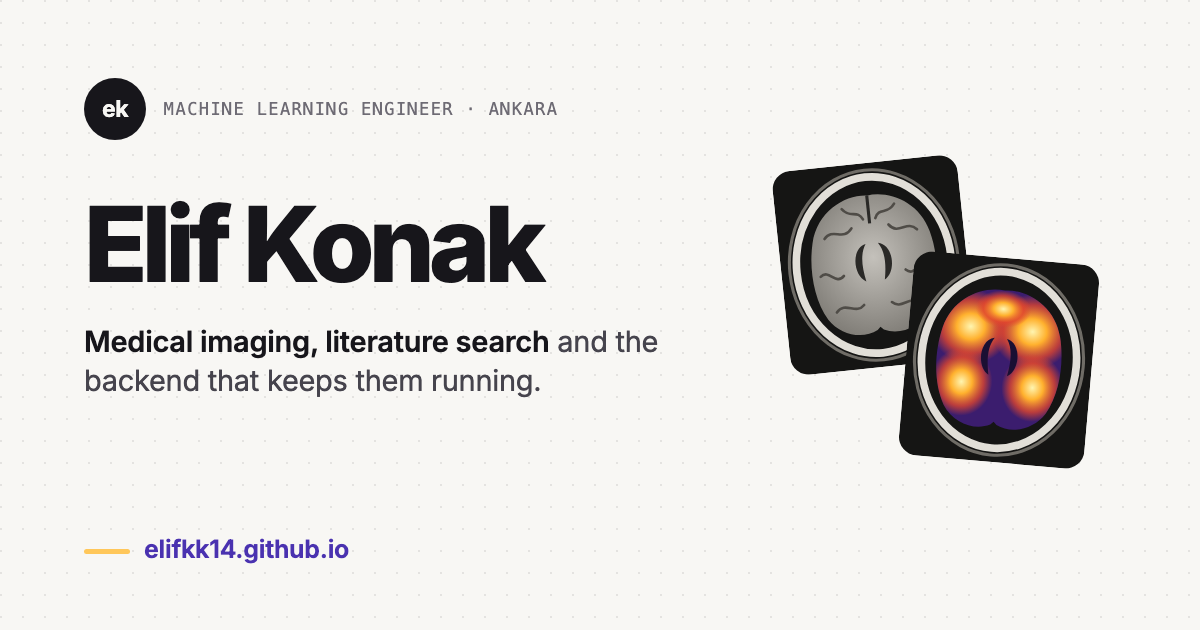 ek
MACHINE LEARNING ENGINEER · ANKARA
Elif Konak
Medical imaging, literature search and the
backend that keeps them running.
elifkk14.github.io